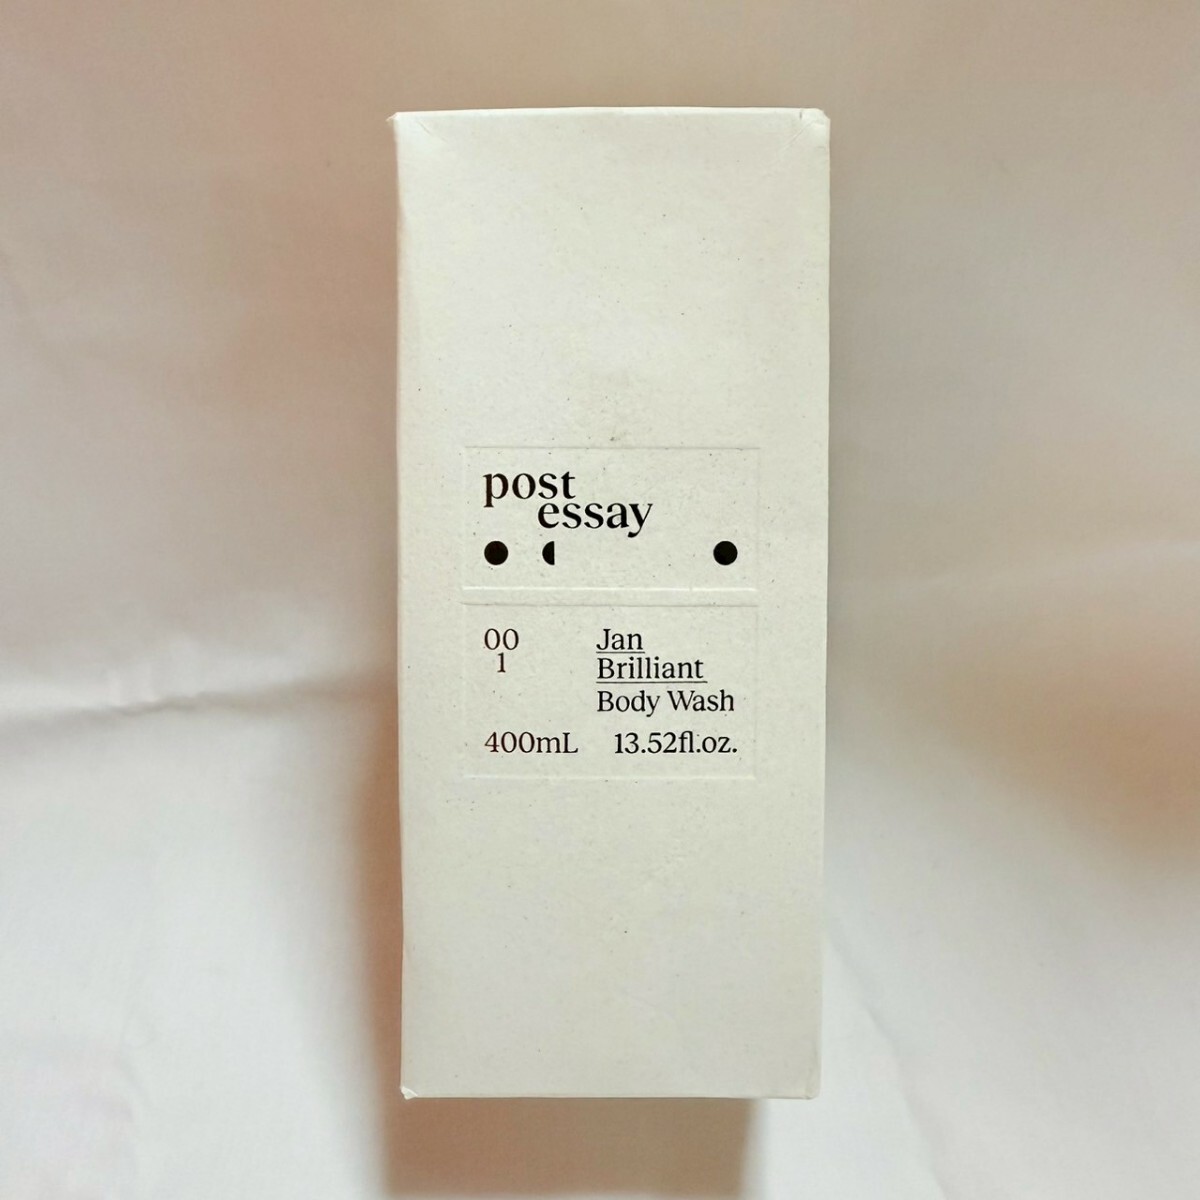 post
essay
00
1
Jan
Brilliant
Body Wash
400mL 13.52fl.oz.